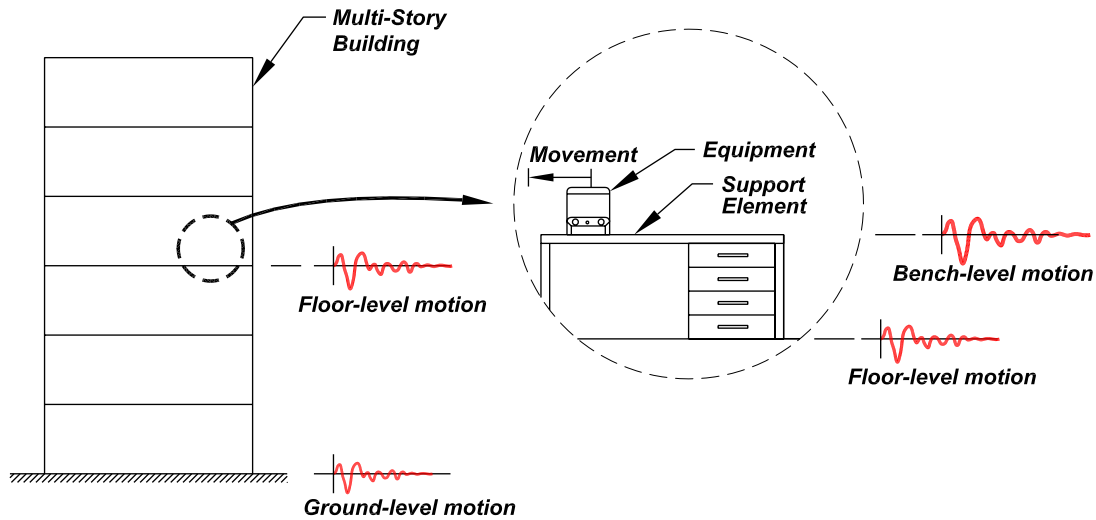 Multi-Story
Building
Movement
Equipment
Support
Element
Floor-level motion
Bench-level motion
Floor-level motion
Ground-level motion